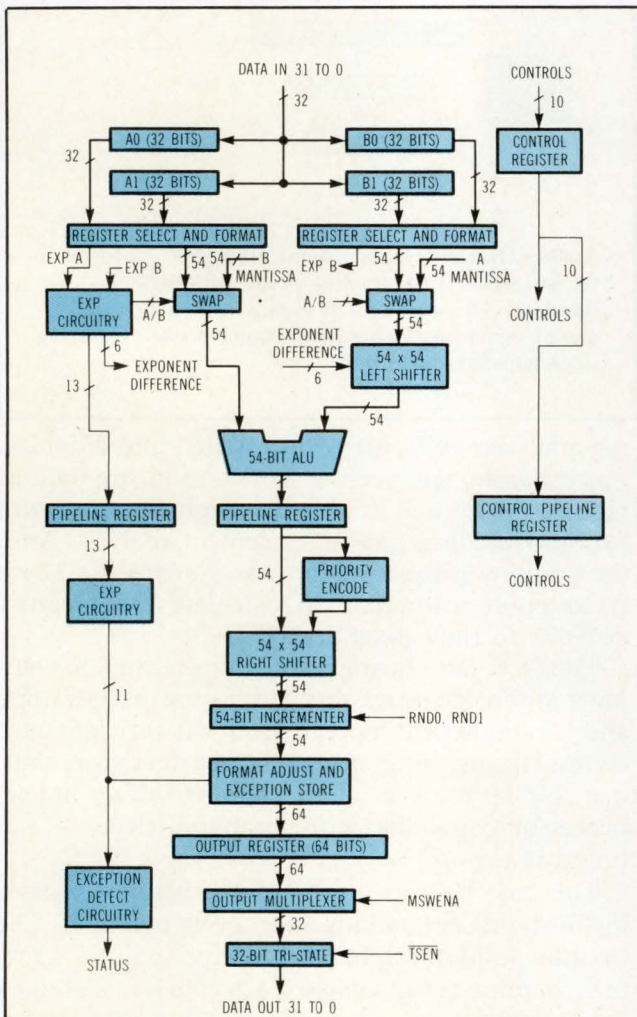 DATA IN 31 TO 0
CONTROLS
32
10
A0 (32 BITS)
B0 (32 BITS)
CONTROL
REGISTER
32
A1 (32 BITS)
B1 (32 BITS)
32
32
32
REGISTER SELECT AND FORMAT
REGISTER SELECT AND FORMAT
EXP A
EXP B
54
54
B
MANTISSA
EXP B
54
54
A
MANTISSA
10
EXP
CIRCUITRY
A/B
SWAP
A/B
SWAP
CONTROLS
6
54
54
EXPONENT
DIFFERENCE
EXPONENT
DIFFERENCE
6
54 x 54
LEFT SHIFTER
13
54
54-BIT ALU
PIPELINE REGISTER
PIPELINE REGISTER
CONTROL PIPELINE
REGISTER
13
54
PRIORITY
ENCODE
CONTROLS
EXP
CIRCUITRY
54 x 54
RIGHT SHIFTER
11
54
54-BIT INCREMENTER
RND0. RND1
54
FORMAT ADJUST AND
EXCEPTION STORE
64
OUTPUT REGISTER (64 BITS)
64
EXCEPTION
DETECT
CIRCUITRY
OUTPUT MULTIPLEXER
MSWENA
32
STATUS
32-BIT TRI-STATE
TSEN
DATA OUT 31 TO 0